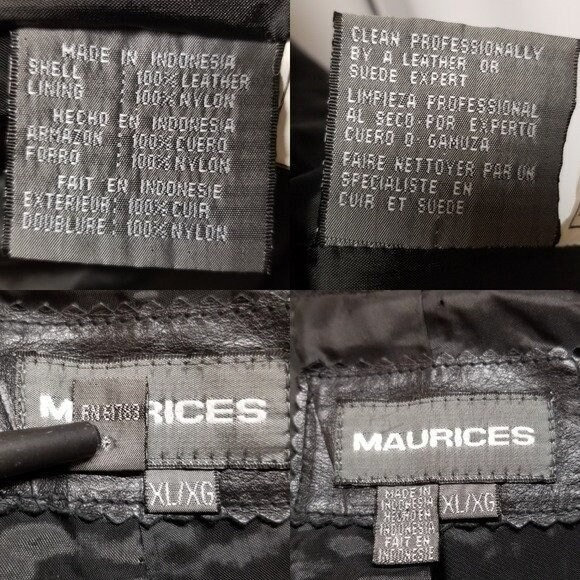 MADE IN INDONESIA
SHELL : 100% LEATHER
LINING : 100% NYLON
HECHO EN INDONESIA
ARMAZON : 100% CUERO
FORRO : 100% NYLON
FAIT EN INDONESIE
EXTERIEUR: 100% CUIR
DOUBLURE: 100% NYLON
CLEAN PROFESSIONALLY
BY A LEATHER OR
SUEDE EXPERT
LIMPIEZA PROFESSIONAL
AL SECO POR EXPERTO
CUERO O GAMUZA
FAIRE NETTOYER PAR UN
SPECIALISTE EN
CUIR ET SUEDE
M RICES
XL/XG
MAURICES
MADE IN
INDONESIA
HECHO EN
INDONESIA
FAIT EN
INDONESIE
XL/XG